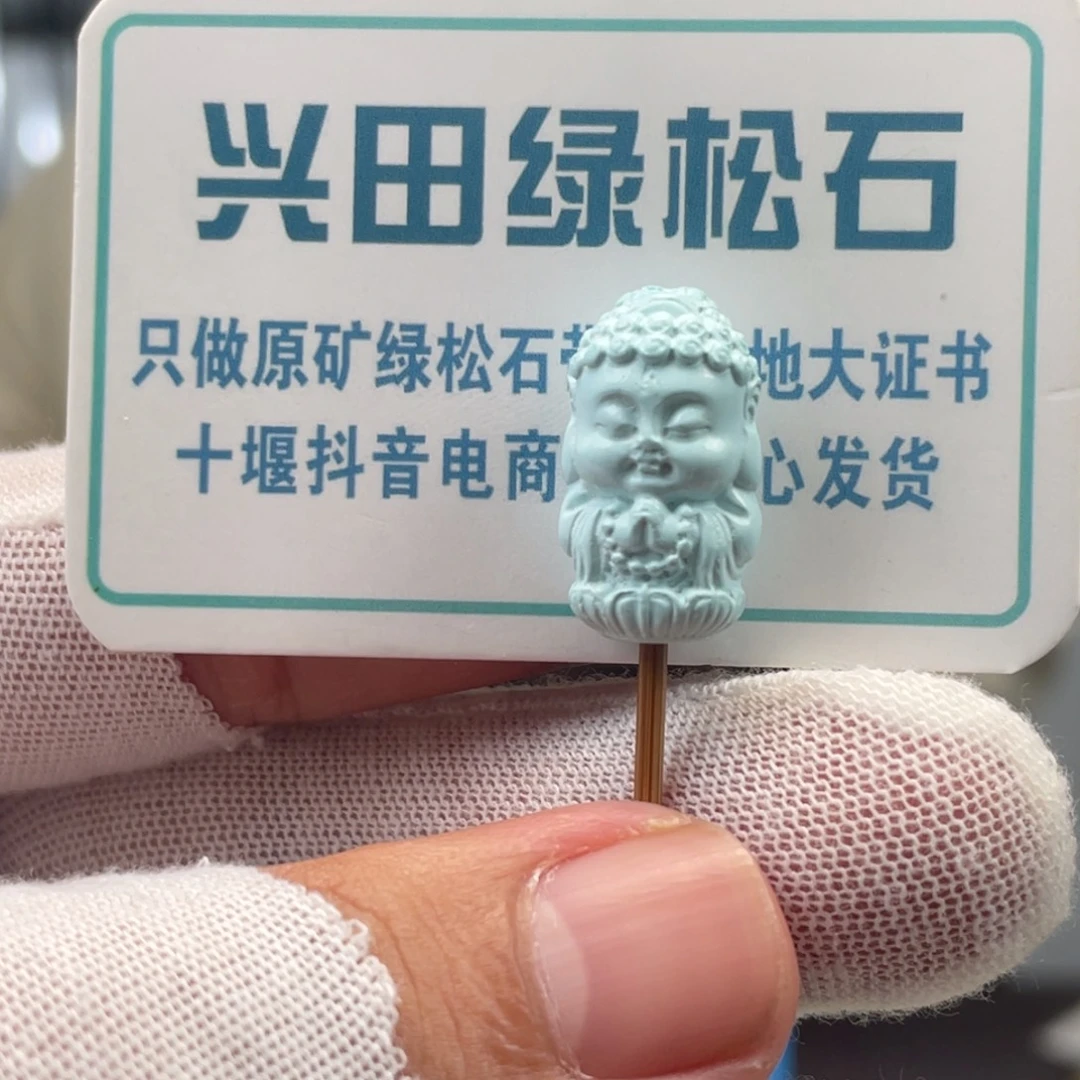 兴田绿松石
只做原矿绿松石 地大证书
十堰抖音电商 心发货